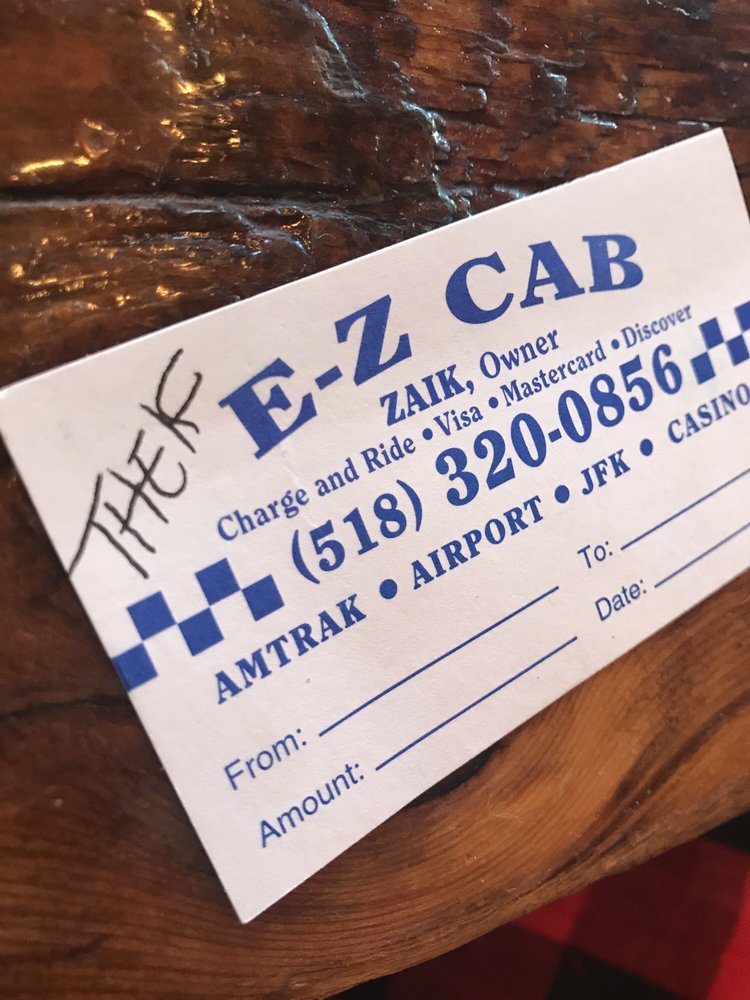 THEIF
E-Z CAB
ZAIK, Owner
Charge and Ride • Visa • Mastercard • Discover
(518) 320-0856
AMTRAK • AIRPORT • JFK • CASINO
From: To:
Amount: Date: